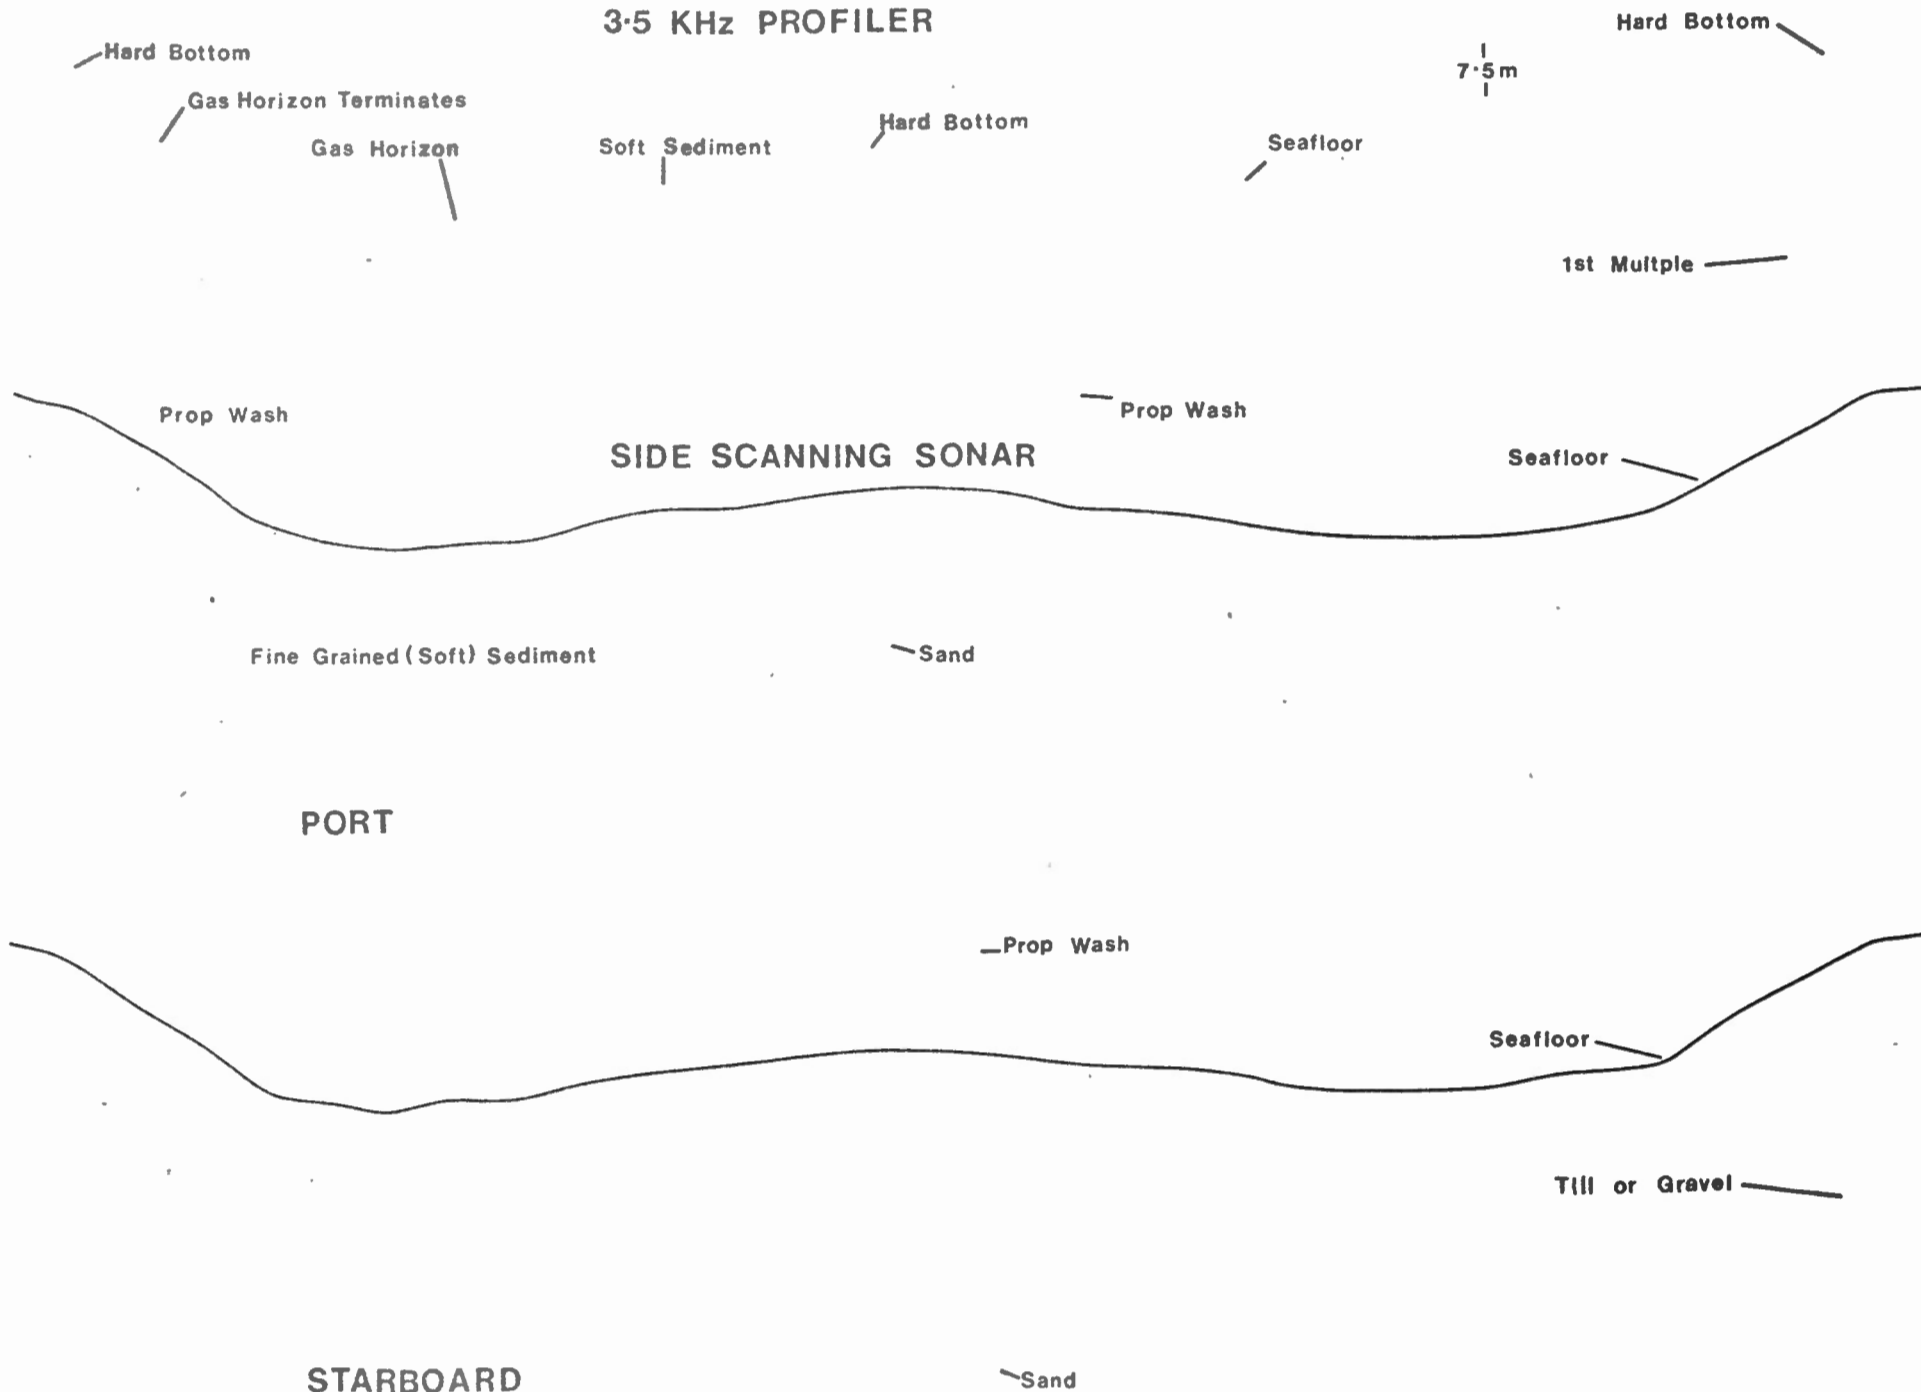 3·5 KHz PROFILER
Hard Bottom
Hard Bottom
7·5m
Gas Horizon Terminates
Hard Bottom
Gas Horizon
Soft Sediment
Seafloor
1st Multple
Prop Wash
Prop Wash
SIDE SCANNING SONAR
Seafloor
Fine Grained (Soft) Sediment
Sand
PORT
Prop Wash
Seafloor
Till or Gravel
STARBOARD
Sand